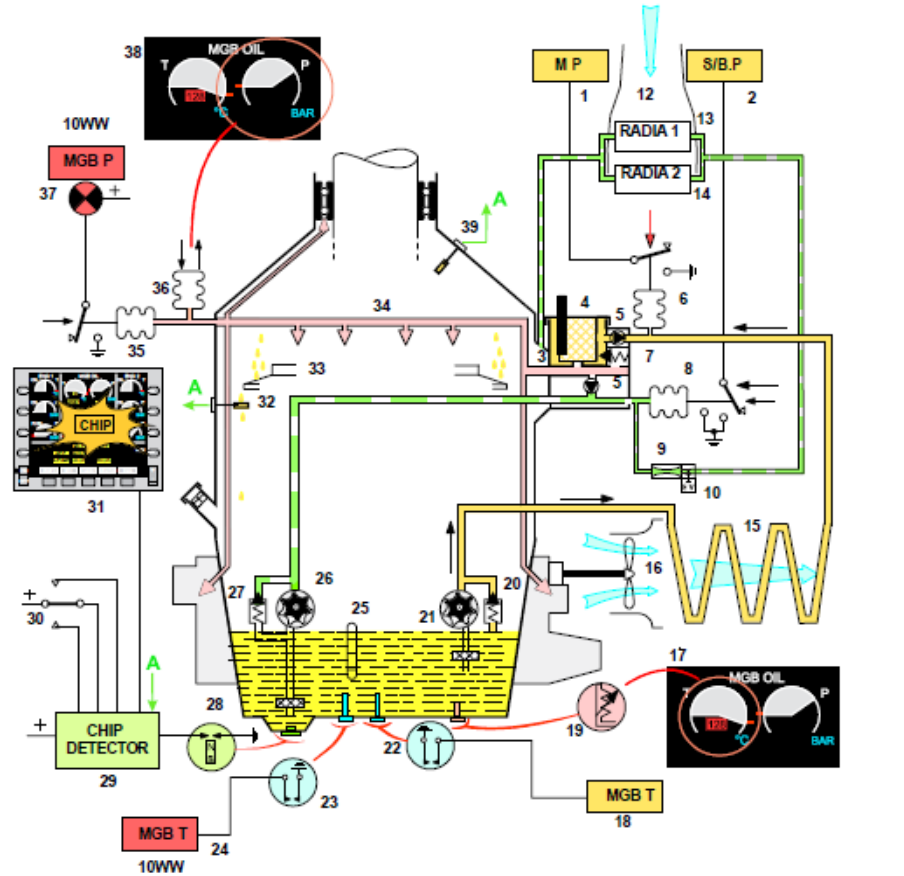 38
MGB OIL
T
P
128
°C
BAR
10WW
MGB P
37
+
M P
S/B.P
1
12
2
RADIA 1
13
RADIA 2
14
A
39
36
35
34
4
5
6
3
7
5
8
33
A
32
CHIP
31
9
10
15
16
+
30
27
26
25
21
20
A
17
MGB OIL
P
128
°C
BAR
28
+
CHIP
DETECTOR
29
22
19
23
MGB T
18
MGB T
24
10WW